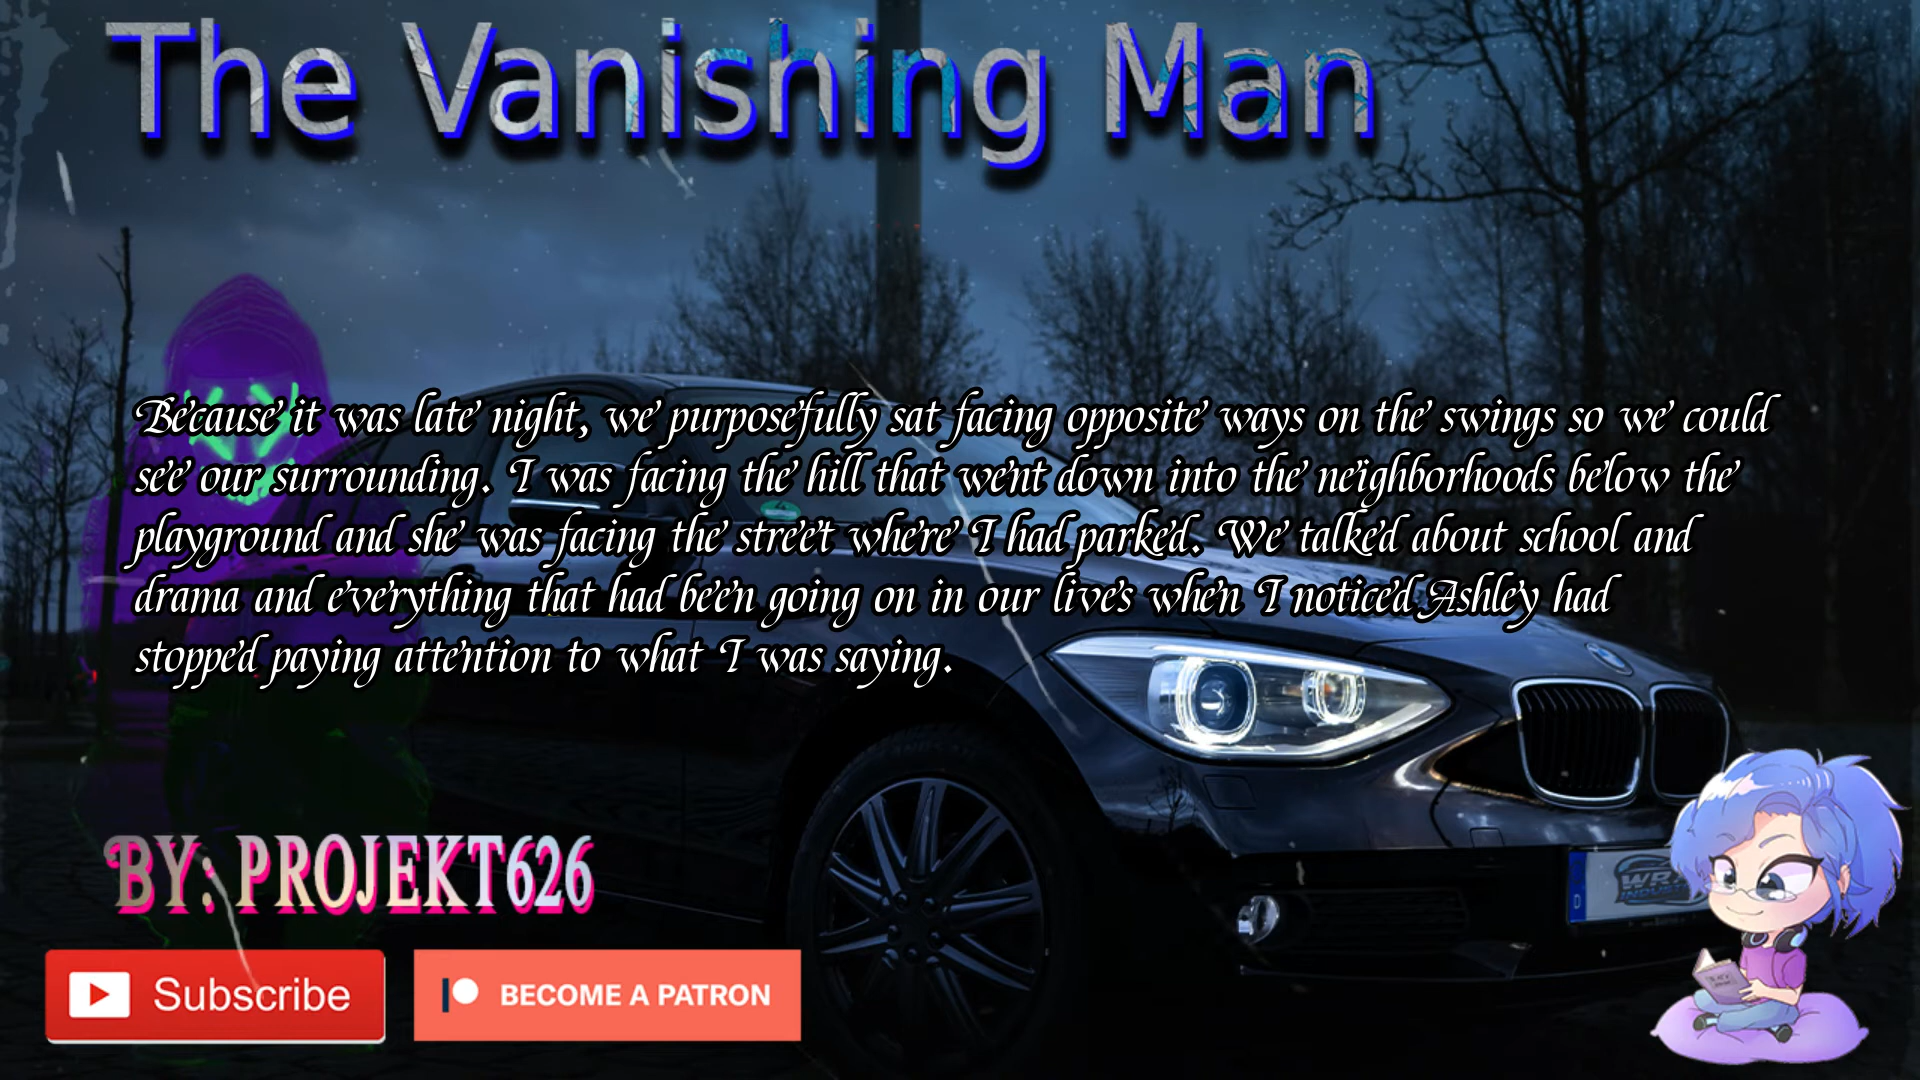 The Vanishing Man
Because it was late night, we purposefully sat facing opposite ways on the swings so we could
see our surrounding. I was facing the hill that went down into the neighborhoods below the
playground and she was facing the street where I had parked. We talked about school and
drama and everything that had been going on in our lives when I noticed Ashley had
stopped paying attention to what I was saying.
BY: PROJEKT626
Subscribe
BECOME A PATRON